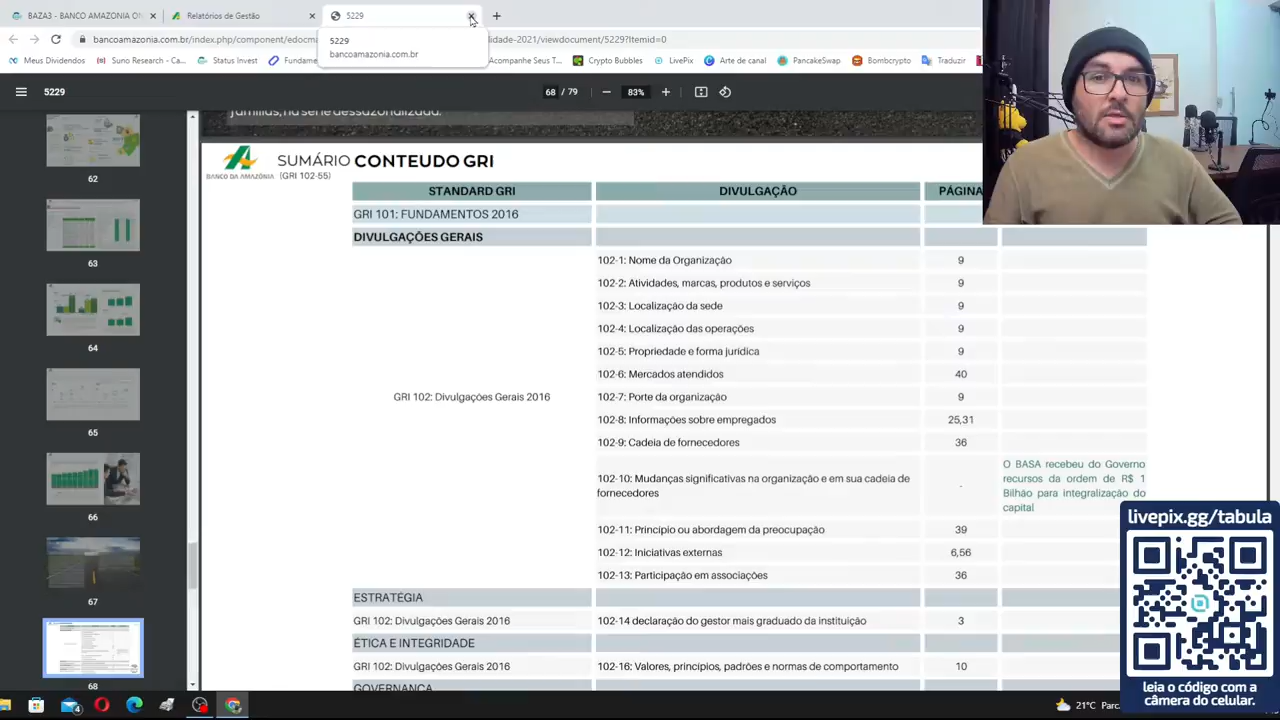 BAZA3 - BANCO AMAZONIA ON
Relatórios de Gestão
5229
5229
bancoamazonia.com.br
bancoamazonia.com.br/index.php/component/edocma
lidade-2021/viewdocument/5229?Itemid=0
Meus Dividendos
Suno Research - Ca...
Status Invest
Fundame
Acompanhe Seus T...
Crypto Bubbles
LivePix
Arte de canal
PancakeSwap
Bombcrypto
Traduzir
5229
68 / 79
83%
famílias, na série dessazonalizada.
62
63
64
65
66
67
68
BANCO DA AMAZÔNIA
SUMÁRIO CONTEUDO GRI
(GRI 102-55)
STANDARD GRI
DIVULGAÇÃO
PÁGINA
GRI 101: FUNDAMENTOS 2016
DIVULGAÇÕES GERAIS
102-1: Nome da Organização 9
102-2: Atividades, marcas, produtos e serviços 9
102-3: Localização da sede 9
102-4: Localização das operações 9
102-5: Propriedade e forma jurídica 9
102-6: Mercados atendidos 40
GRI 102: Divulgações Gerais 2016 102-7: Porte da organização 9
102-8: Informações sobre empregados 25,31
102-9: Cadeia de fornecedores 36
102-10: Mudanças significativas na organização e em sua cadeia de
fornecedores
-
O BASA recebeu do Governo
recursos da ordem de R$ 1
Bilhão para integralização do
capital
102-11: Princípio ou abordagem da preocupação 39
102-12: Iniciativas externas 6,56
102-13: Participação em associações 36
ESTRATÉGIA
GRI 102: Divulgações Gerais 2016 102-14 declaração do gestor mais graduado da instituição 3
ÉTICA E INTEGRIDADE
GRI 102: Divulgações Gerais 2016 102-16: Valores, princípios, padrões e normas de comportamento 10
GOVERNANÇA
livepix.gg/tabula
leia o código com a
câmera do celular.
4
21°C Parc.